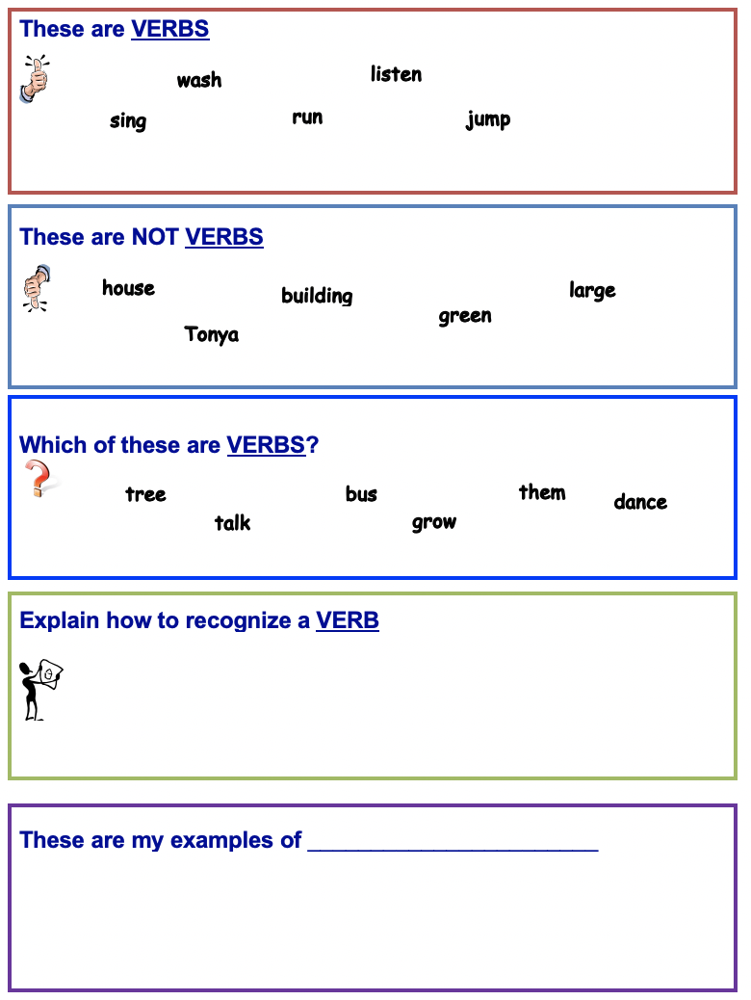 These are VERBS
wash listen
sing run jump
These are NOT VERBS
house building large
green
Tonya
Which of these are VERBS?
tree bus them dance
talk grow
Explain how to recognize a VERB
These are my examples of _______________________